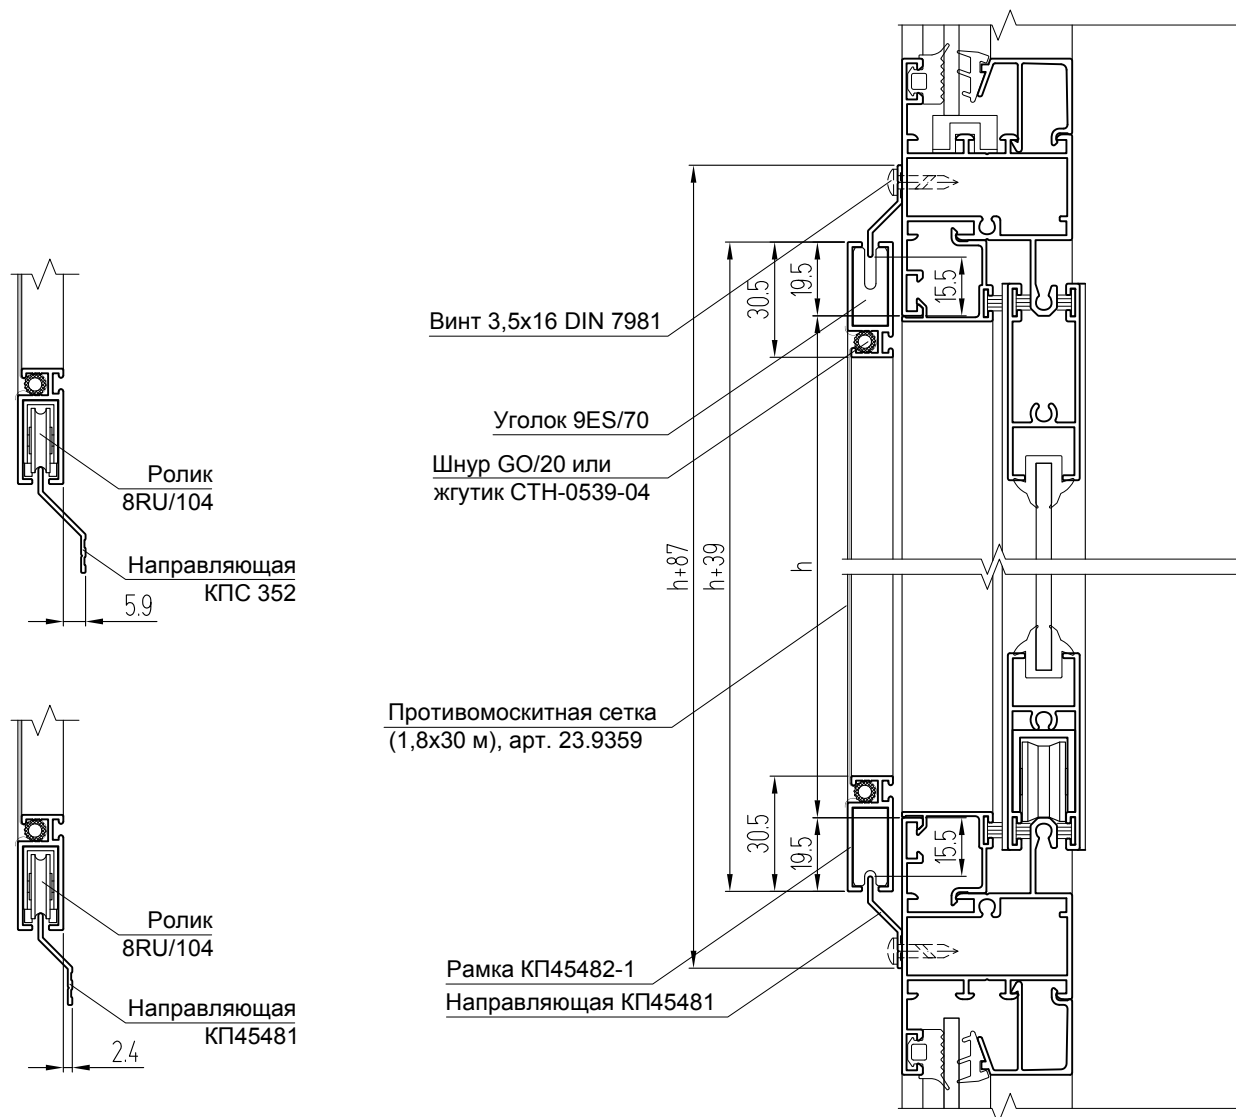 Винт 3,5х16 DIN 7981
Уголок 9ES/70
Шнур GO/20 или
жгутик СТН-0539-04
Противомоскитная сетка
(1,8х30 м), арт. 23.9359
Рамка КП45482-1
Направляющая КП45481
Ролик
8RU/104
Направляющая
КПС 352
5.9
Ролик
8RU/104
Направляющая
КП45481
2.4
30.5
19.5
15.5
h+87
h+39
h
30.5
19.5
15.5